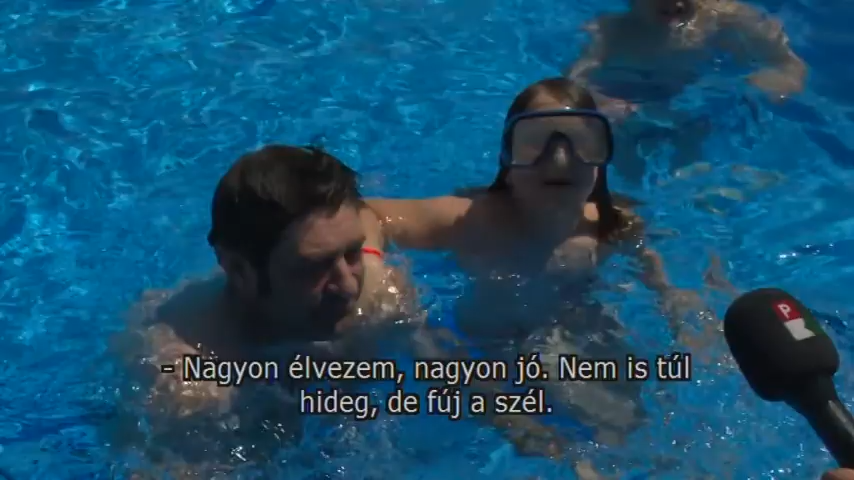 - Nagyon élvezem, nagyon jó. Nem is túl
hideg, de fúj a szél.
P